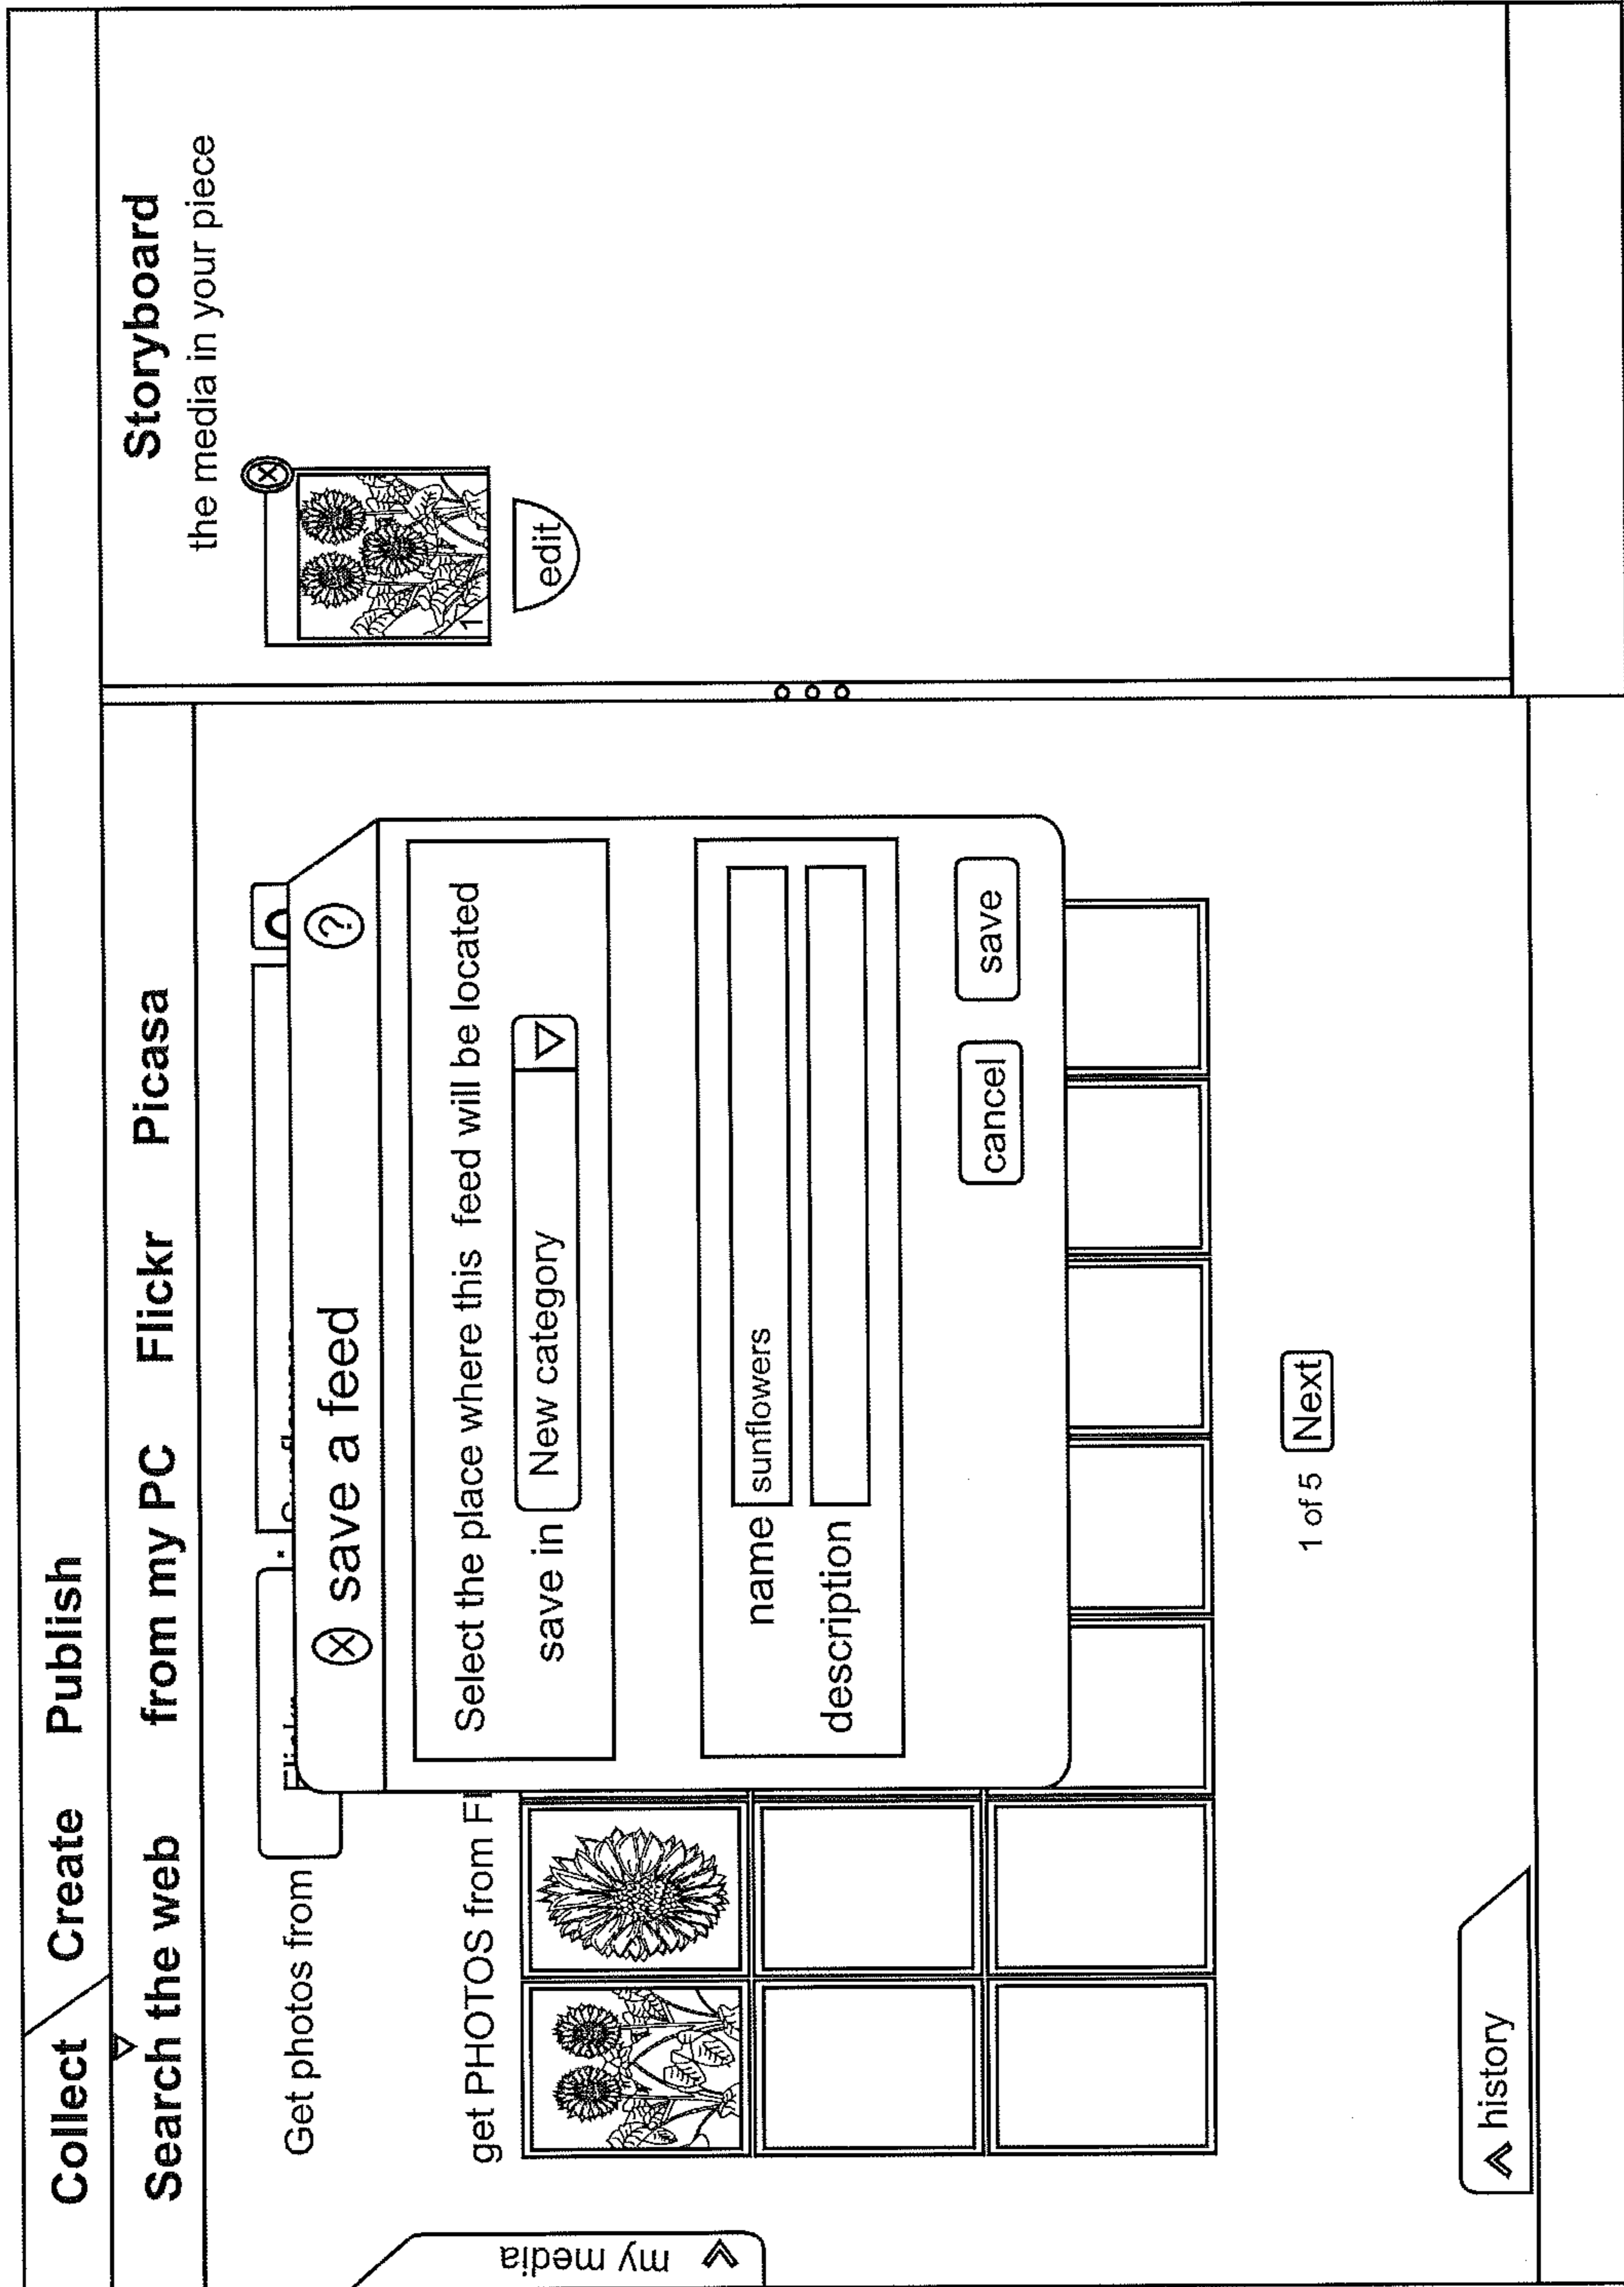 Collect Create Publish
Search the web from my PC Flickr Picasa
Storyboard
the media in your piece
1
edit
Get photos from
save a feed
?
Select the place where this feed will be located
save in New category
name sunflowers
description
cancel save
get PHOTOS from Fl
1 of 5 Next
my media
history